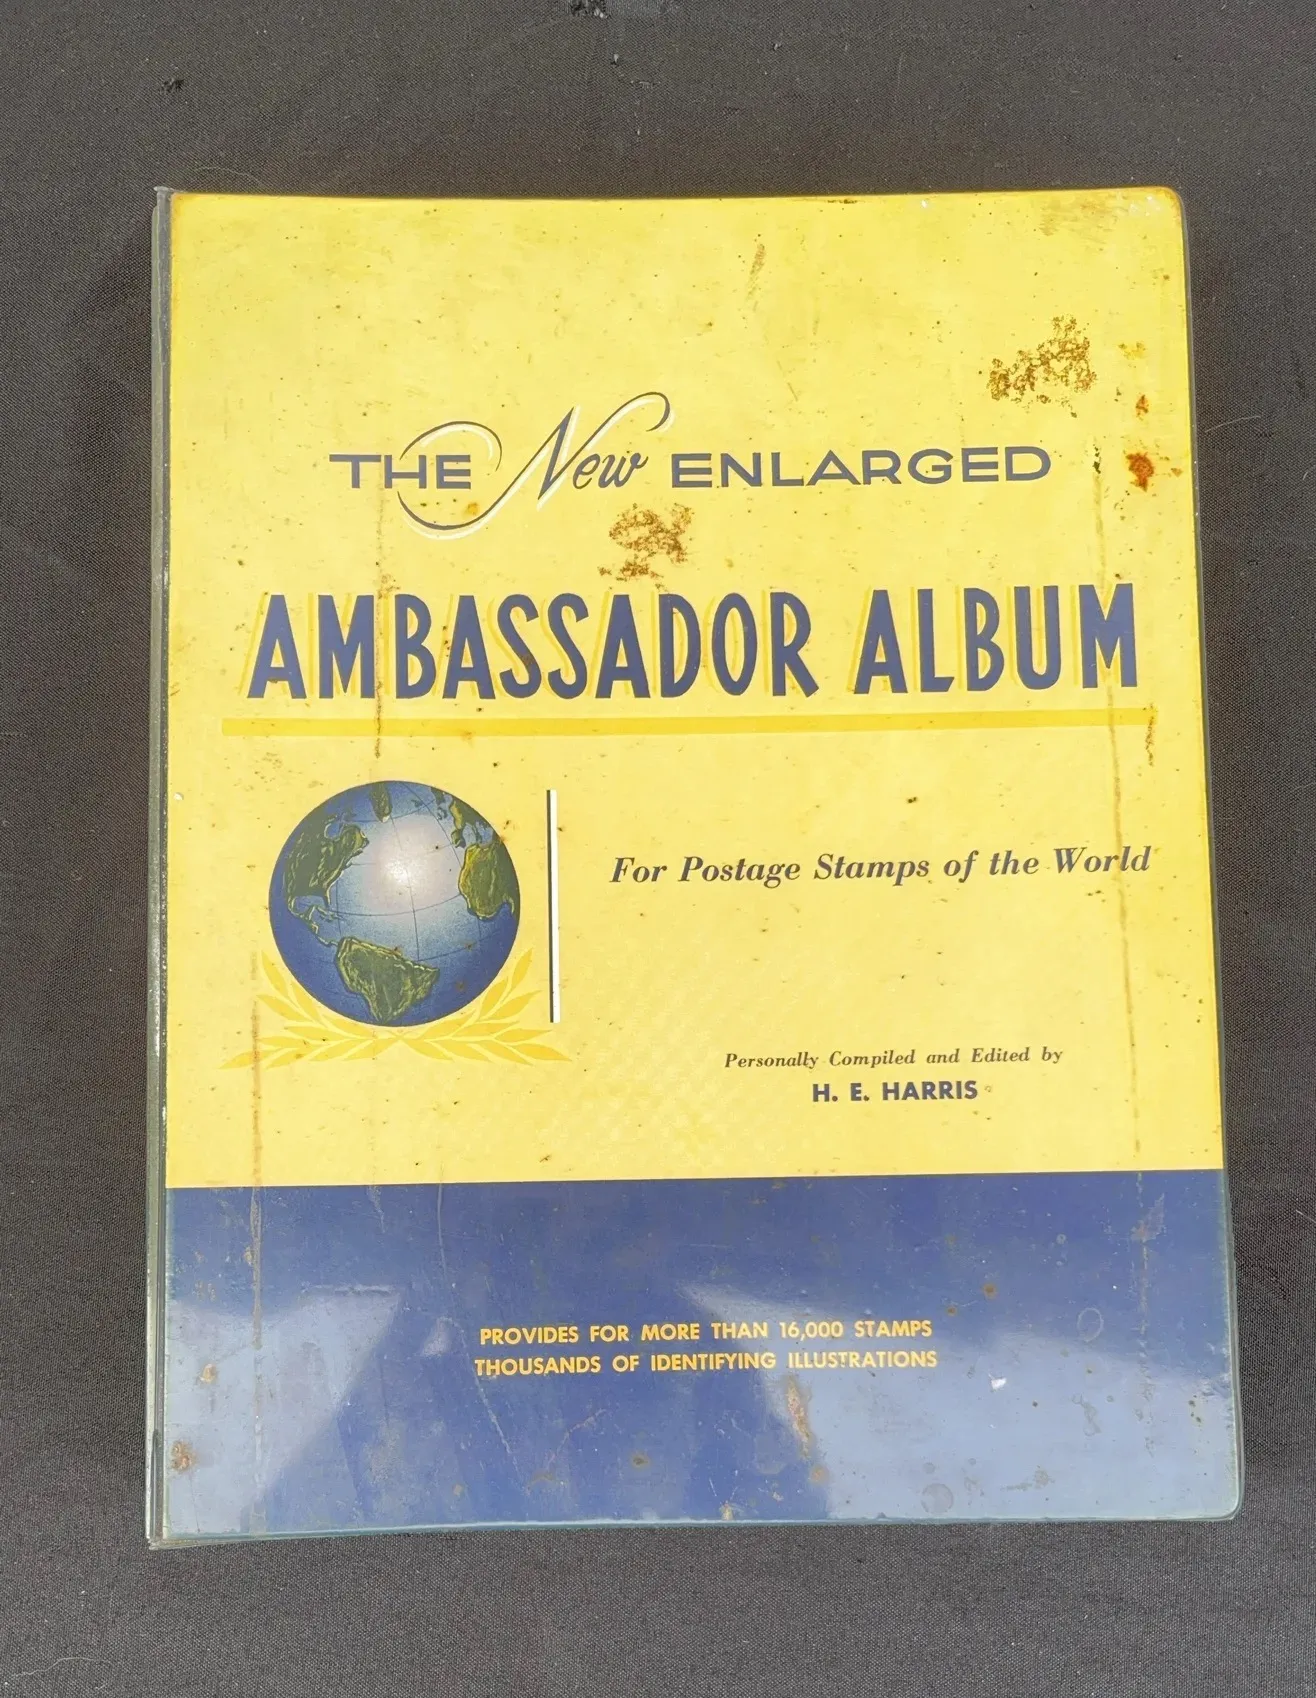 THE New ENLARGED
AMBASSADOR ALBUM
For Postage Stamps of the World
Personally Compiled and Edited by
H. E. HARRIS
PROVIDES FOR MORE THAN 16,000 STAMPS
THOUSANDS OF IDENTIFYING ILLUSTRATIONS